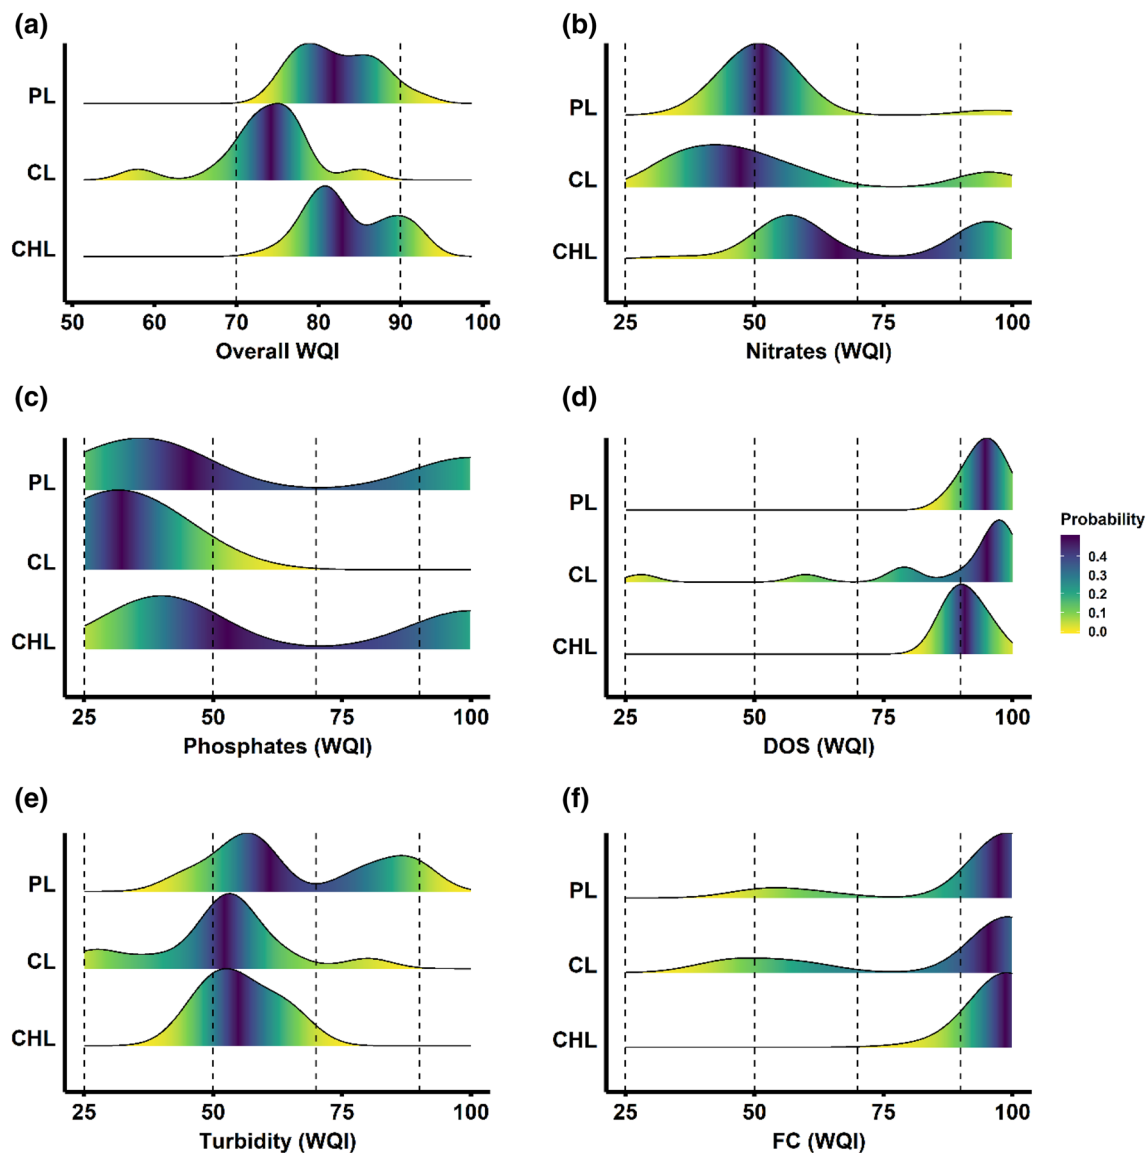 (a)
PL
CL
CHL
50 60 70 80 90 100
Overall WQI
(b)
PL
CL
CHL
25 50 75 100
Nitrates (WQI)
(c)
PL
CL
CHL
25 50 75 100
Phosphates (WQI)
(d)
PL
CL
CHL
25 50 75 100
DOS (WQI)
Probability
0.4
0.3
0.2
0.1
0.0
(e)
PL
CL
CHL
25 50 75 100
Turbidity (WQI)
(f)
PL
CL
CHL
25 50 75 100
FC (WQI)